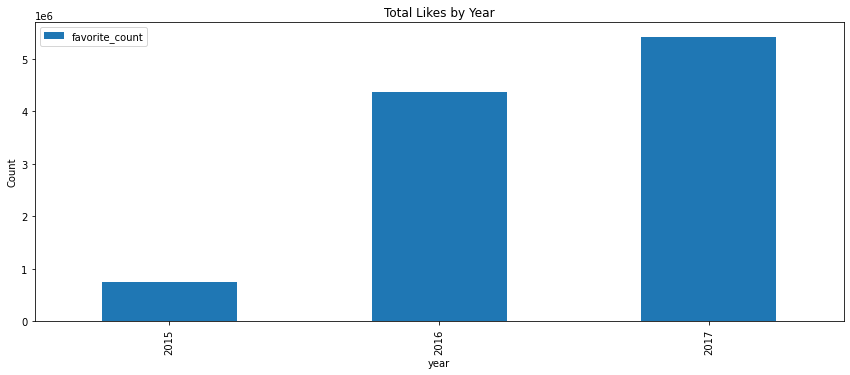 Total Likes by Year
1e6
favorite_count
5
4
3
2
1
0
Count
2015
2016
2017
year